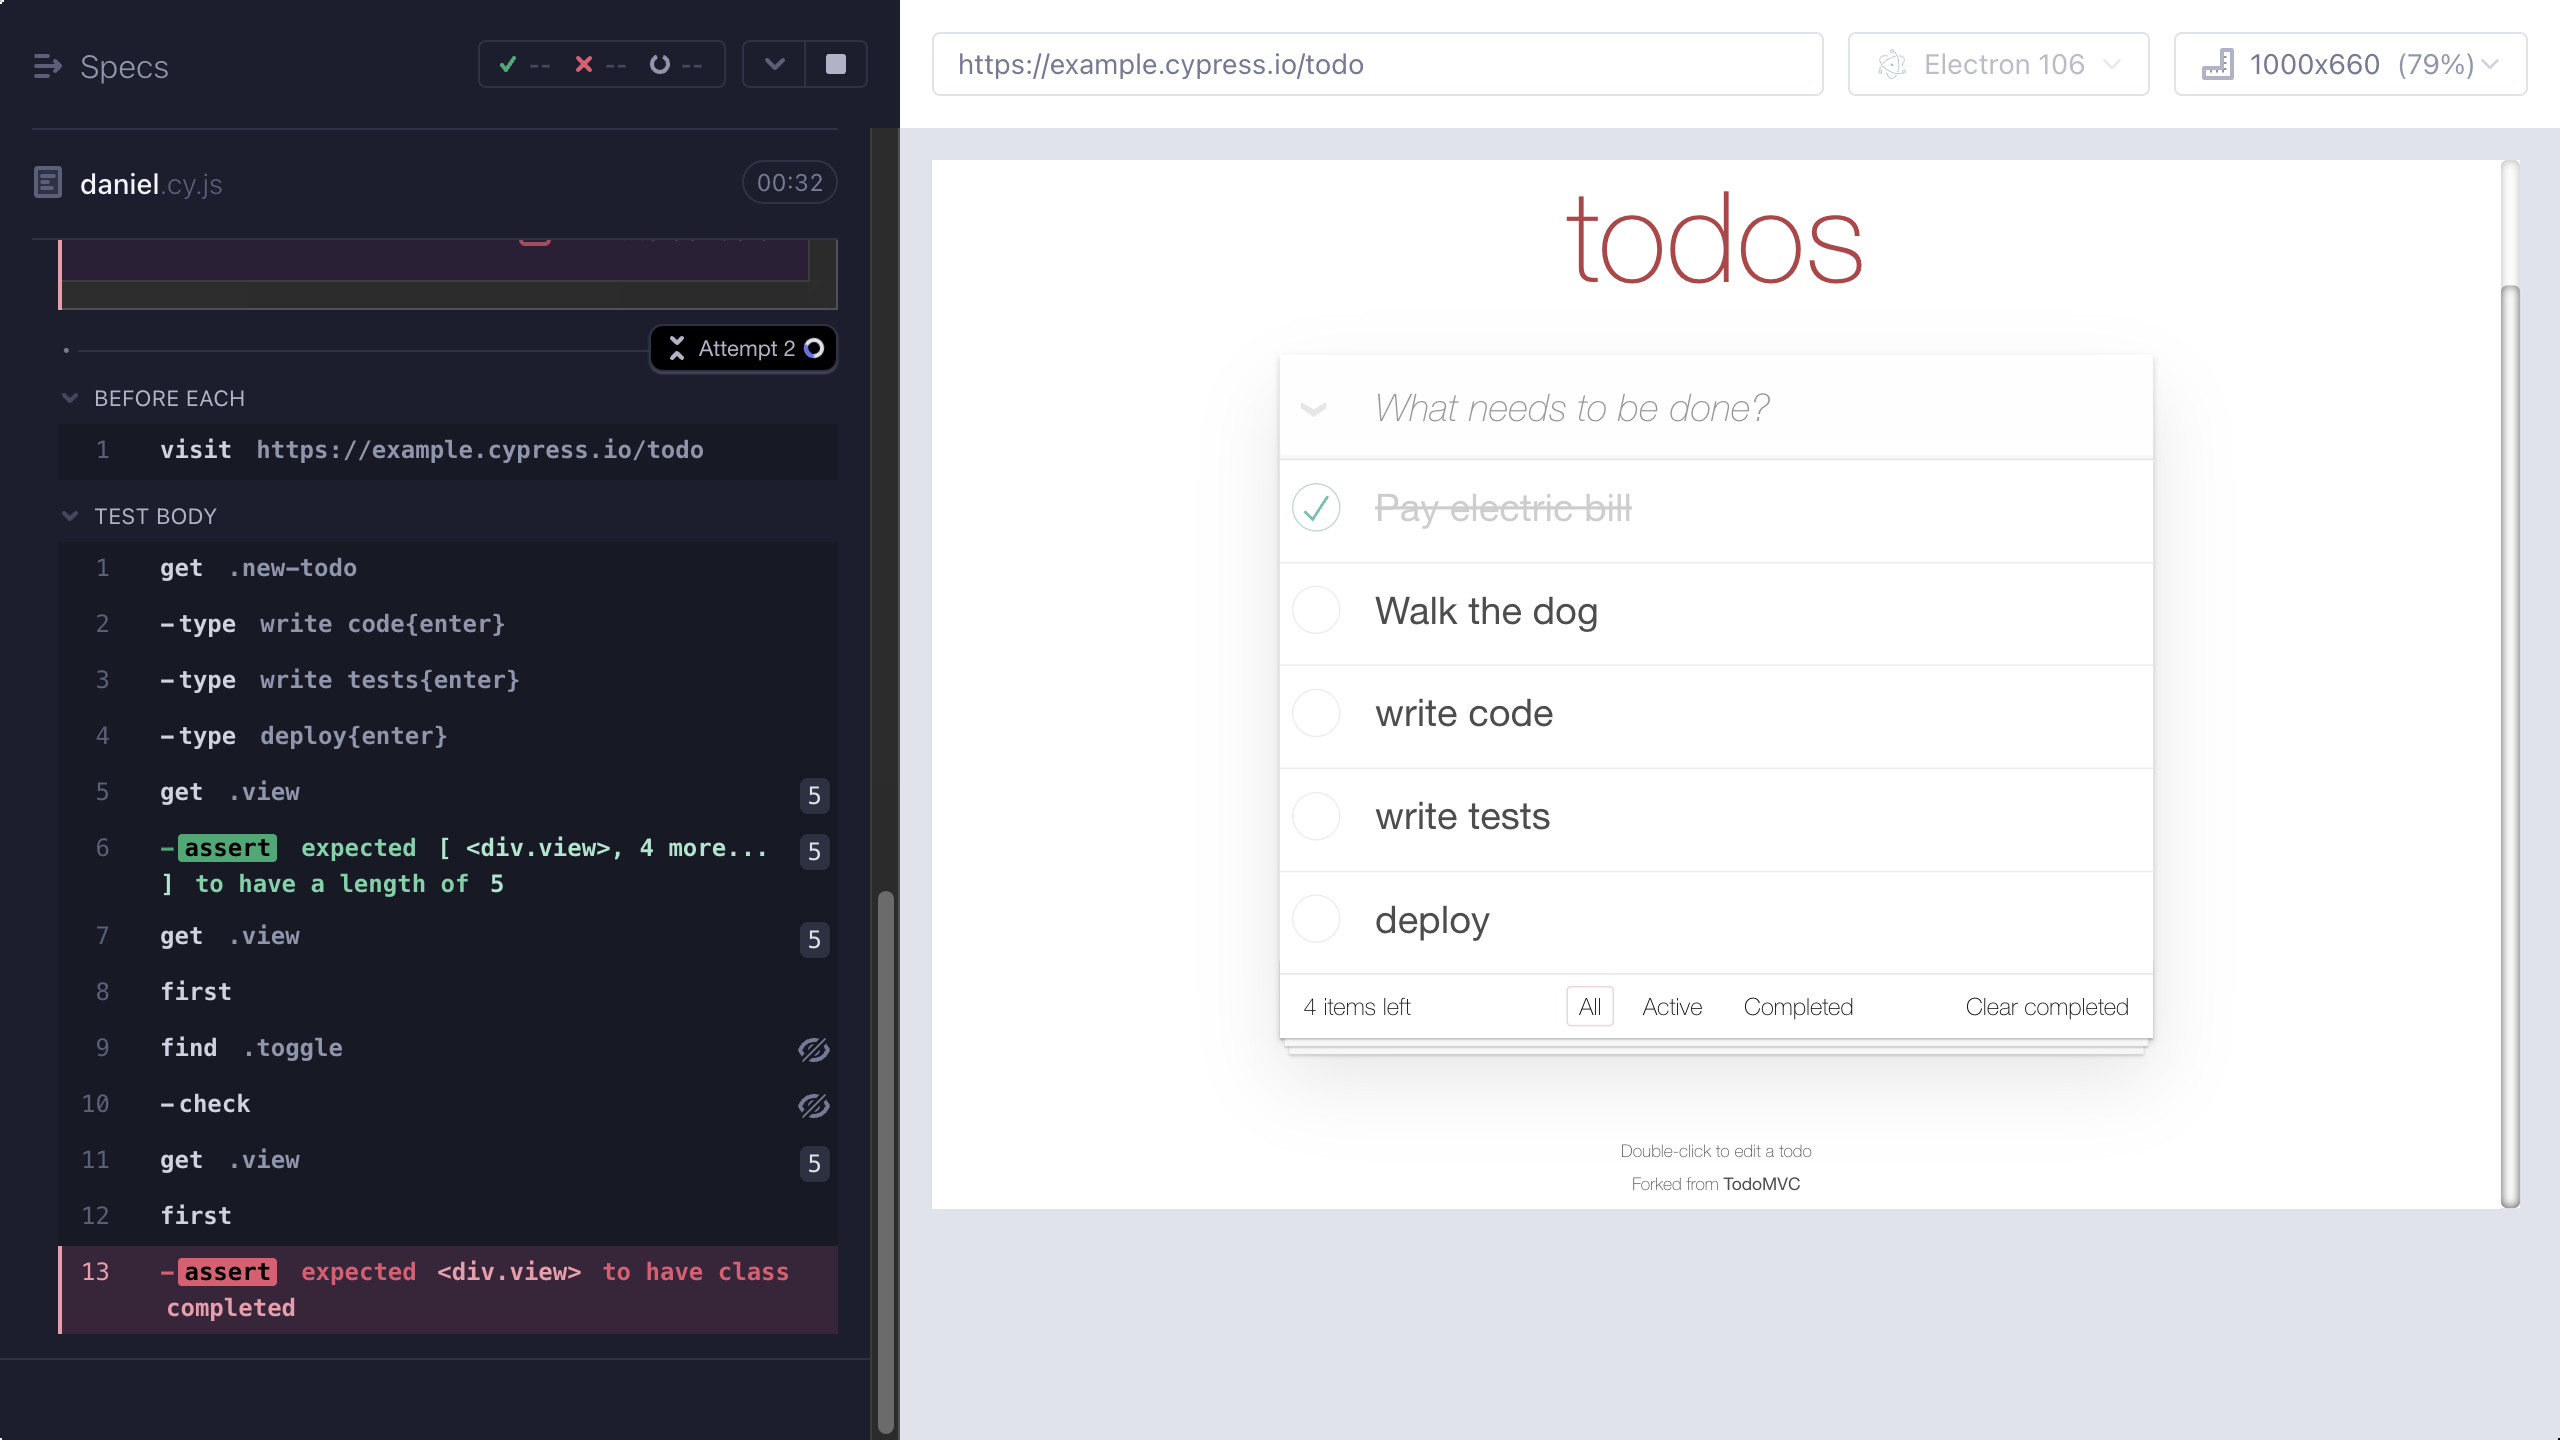 Specs
-- -- --
daniel.cy.js
00:32
Attempt 2
BEFORE EACH
1 visit https://example.cypress.io/todo
TEST BODY
1 get .new-todo
2 -type write code{enter}
3 -type write tests{enter}
4 -type deploy{enter}
5 get .view 5
6 -assert expected [ <div.view>, 4 more... 5
] to have a length of 5
7 get .view 5
8 first
9 find .toggle
10 -check
11 get .view 5
12 first
13 -assert expected <div.view> to have class
completed
https://example.cypress.io/todo
Electron 106
1000x660 (79%)
todos
What needs to be done?
Pay electric bill
Walk the dog
write code
write tests
deploy
4 items left All Active Completed Clear completed
Double-click to edit a todo
Forked from TodoMVC